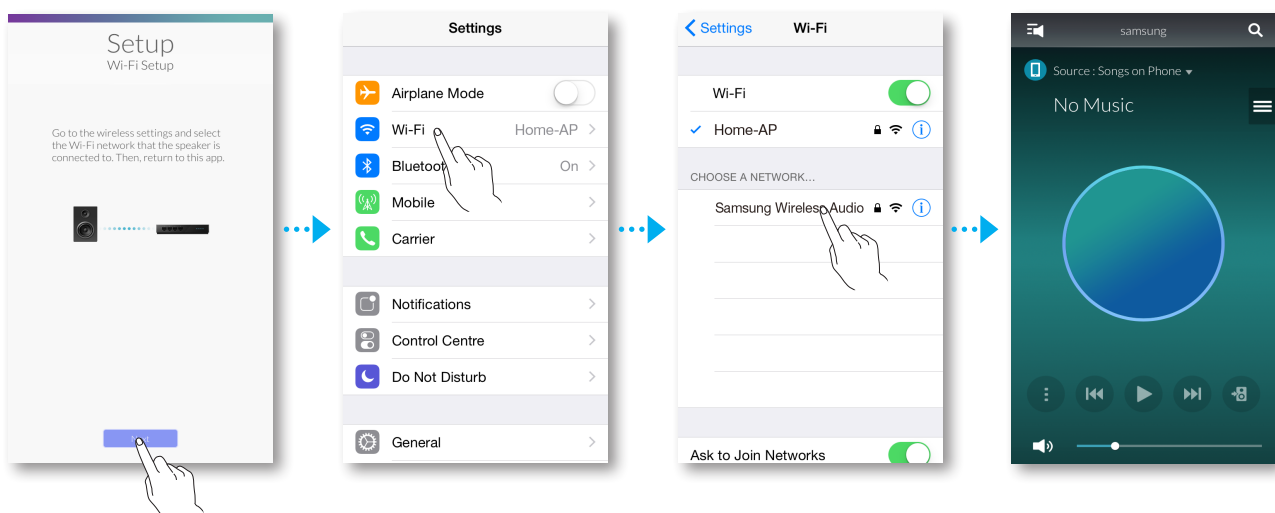 Setup
Wi-Fi Setup
Go to the wireless settings and select
the Wi-Fi network that the speaker is
connected to. Then, return to this app.
Settings
Airplane Mode
Wi-Fi Home-AP
On
Mobile
Carrier
Notifications
Control Centre
Do Not Disturb
General
Settings Wi-Fi
Wi-Fi
Home-AP
CHOOSE A NETWORK...
Samsung Wireless Audio
Ask to Join Networks
samsung
Source : Songs on Phone
No Music